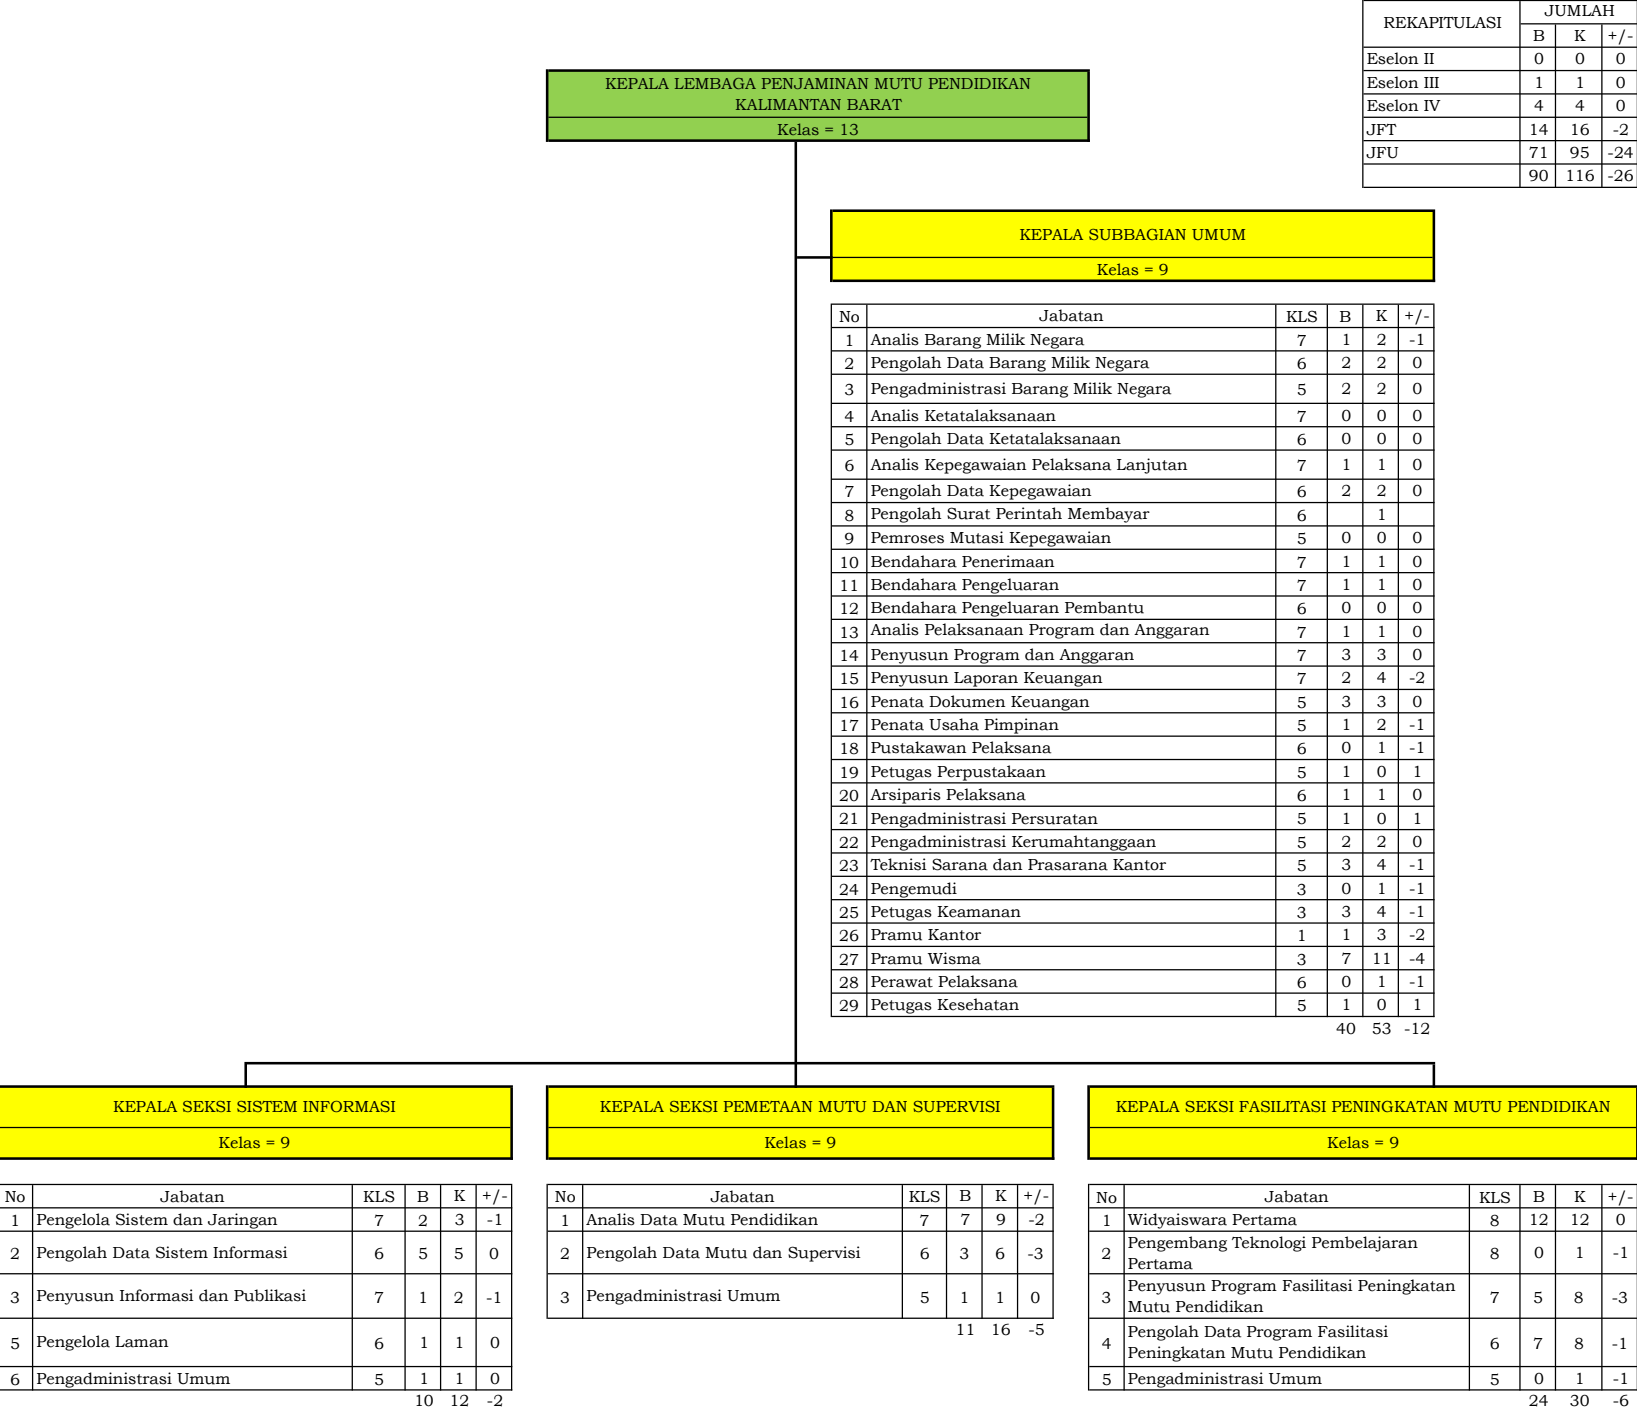 REKAPITULASI JUMLAH
B K +/-
Eselon II 0 0 0
Eselon III 1 1 0
Eselon IV 4 4 0
JFT 14 16 -2
JFU 71 95 -24
90 116 -26
KEPALA LEMBAGA PENJAMINAN MUTU PENDIDIKAN
KALIMANTAN BARAT
Kelas = 13
KEPALA SUBBAGIAN UMUM
Kelas = 9
No Jabatan KLS B K +/-
1 Analis Barang Milik Negara 7 1 2 -1
2 Pengolah Data Barang Milik Negara 6 2 2 0
3 Pengadministrasi Barang Milik Negara 5 2 2 0
4 Analis Ketatalaksanaan 7 0 0 0
5 Pengolah Data Ketatalaksanaan 6 0 0 0
6 Analis Kepegawaian Pelaksana Lanjutan 7 1 1 0
7 Pengolah Data Kepegawaian 6 2 2 0
8 Pengolah Surat Perintah Membayar 6 1
9 Pemroses Mutasi Kepegawaian 5 0 0 0
10 Bendahara Penerimaan 7 1 1 0
11 Bendahara Pengeluaran 7 1 1 0
12 Bendahara Pengeluaran Pembantu 6 0 0 0
13 Analis Pelaksanaan Program dan Anggaran 7 1 1 0
14 Penyusun Program dan Anggaran 7 3 3 0
15 Penyusun Laporan Keuangan 7 2 4 -2
16 Penata Dokumen Keuangan 5 3 3 0
17 Penata Usaha Pimpinan 5 1 2 -1
18 Pustakawan Pelaksana 6 0 1 -1
19 Petugas Perpustakaan 5 1 0 1
20 Arsiparis Pelaksana 6 1 1 0
21 Pengadministrasi Persuratan 5 1 0 1
22 Pengadministrasi Kerumahtanggaan 5 2 2 0
23 Teknisi Sarana dan Prasarana Kantor 5 3 4 -1
24 Pengemudi 3 0 1 -1
25 Petugas Keamanan 3 3 4 -1
26 Pramu Kantor 1 1 3 -2
27 Pramu Wisma 3 7 11 -4
28 Perawat Pelaksana 6 0 1 -1
29 Petugas Kesehatan 5 1 0 1
40 53 -12
KEPALA SEKSI SISTEM INFORMASI
Kelas = 9
No Jabatan KLS B K +/-
1 Pengelola Sistem dan Jaringan 7 2 3 -1
2 Pengolah Data Sistem Informasi 6 5 5 0
3 Penyusun Informasi dan Publikasi 7 1 2 -1
5 Pengelola Laman 6 1 1 0
6 Pengadministrasi Umum 5 1 1 0
10 12 -2
KEPALA SEKSI PEMETAAN MUTU DAN SUPERVISI
Kelas = 9
No Jabatan KLS B K +/-
1 Analis Data Mutu Pendidikan 7 7 9 -2
2 Pengolah Data Mutu dan Supervisi 6 3 6 -3
3 Pengadministrasi Umum 5 1 1 0
11 16 -5
KEPALA SEKSI FASILITASI PENINGKATAN MUTU PENDIDIKAN
Kelas = 9
No Jabatan KLS B K +/-
1 Widyaiswara Pertama 8 12 12 0
2 Pengembang Teknologi Pembelajaran
Pertama 8 0 1 -1
3 Penyusun Program Fasilitasi Peningkatan
Mutu Pendidikan 7 5 8 -3
4 Pengolah Data Program Fasilitasi
Peningkatan Mutu Pendidikan 6 7 8 -1
5 Pengadministrasi Umum 5 0 1 -1
24 30 -6